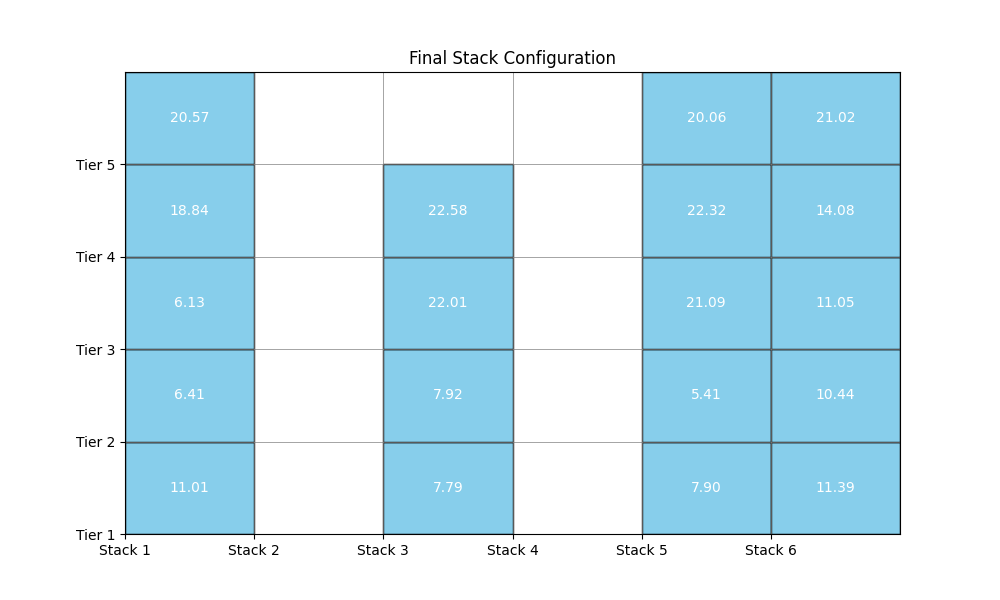 Final Stack Configuration
20.57 20.06 21.02
Tier 5
18.84 22.58 22.32 14.08
Tier 4
6.13 22.01 21.09 11.05
Tier 3
6.41 7.92 5.41 10.44
Tier 2
11.01 7.79 7.90 11.39
Tier 1
Stack 1 Stack 2 Stack 3 Stack 4 Stack 5 Stack 6